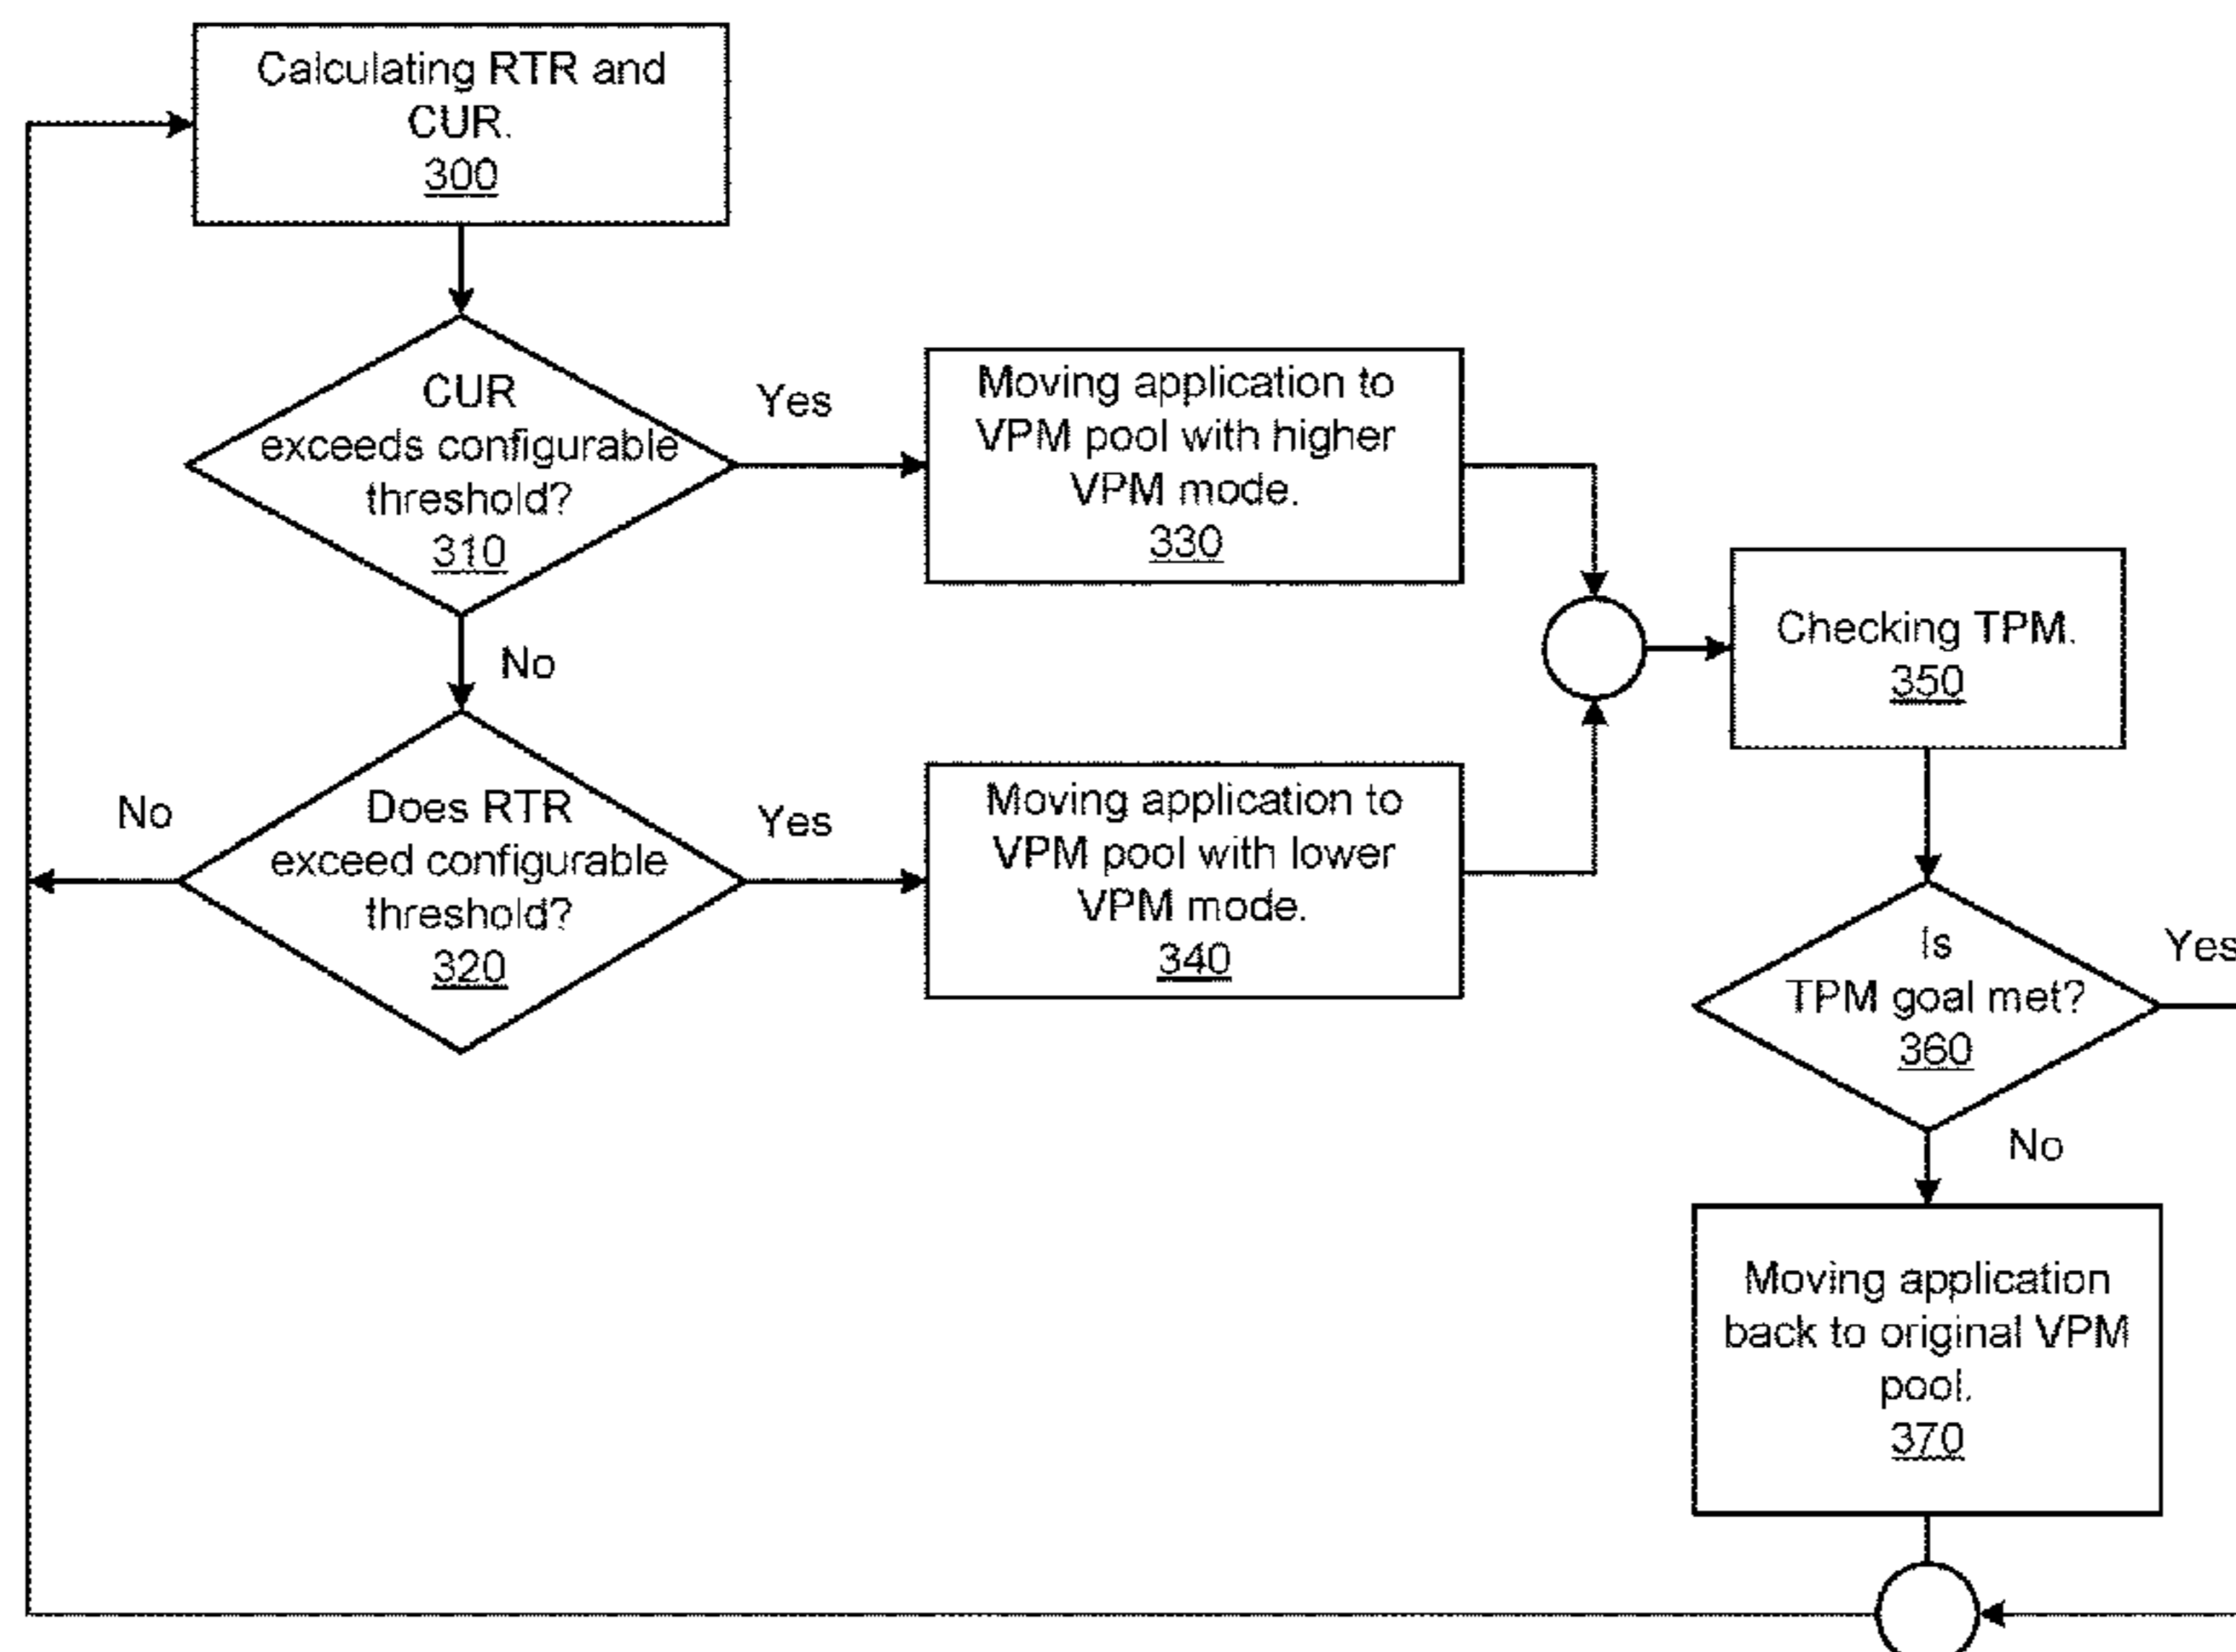 Calculating RTR and
CUR.
300
CUR
exceeds configurable
threshold?
310
Yes
Moving application to
VPM pool with higher
VPM mode.
330
No
Checking TPM.
350
No
Does RTR
exceed configurable
threshold?
320
Yes
Moving application to
VPM pool with lower
VPM mode.
340
Is
TPM goal met?
360
Yes
No
Moving application
back to original VPM
pool.
370